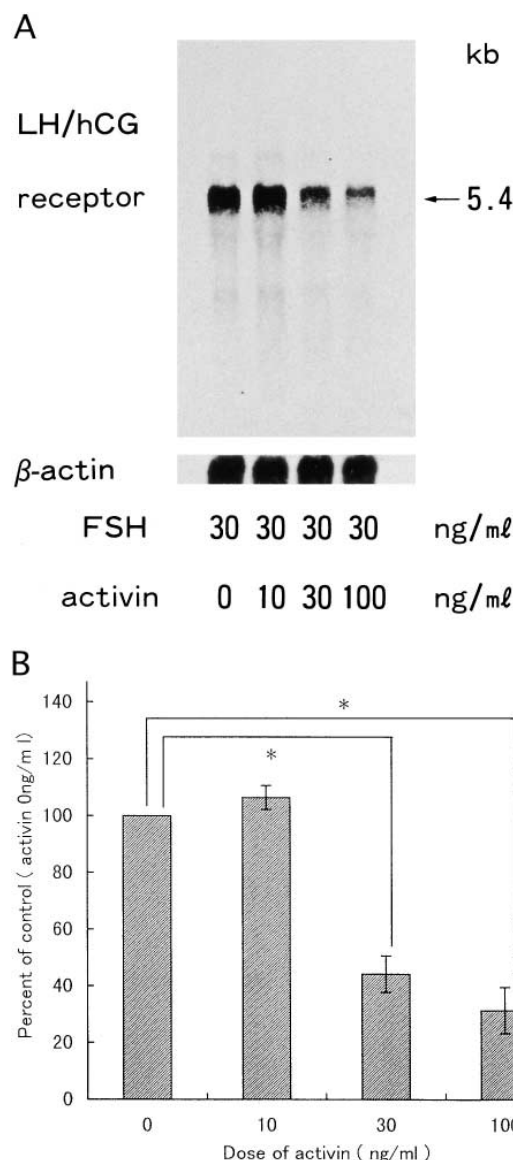 A
kb
LH/hCG
receptor
← 5.4
β-actin
FSH 30 30 30 30 ng/ml
activin 0 10 30 100 ng/ml
B
140
120
100
80
60
40
20
0
Percent of control ( activin 0ng/ml )
*
*
0 10 30 100
Dose of activin ( ng/ml )